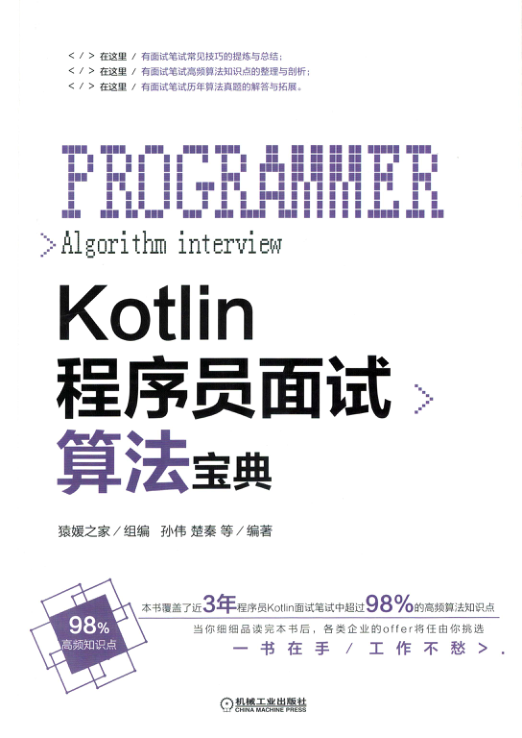 </> 在这里 / 有面试笔试常见技巧的提炼与总结；
</> 在这里 / 有面试笔试高频算法知识点的整理与剖析；
</> 在这里 / 有面试笔试历年算法真题的解答与拓展。
PROGRAMMER
>Algorithm interview
Kotlin
程序员面试>
算法宝典
猿媛之家/组编 孙伟 楚秦 等/编著
98%
高频知识点
本书覆盖了近3年程序员Kotlin面试笔试中超过98%的高频算法知识点
当你细细品读完本书后，各类企业的offer将任由你挑选
一书在手 / 工作不愁>.
机械工业出版社
CHINA MACHINE PRESS